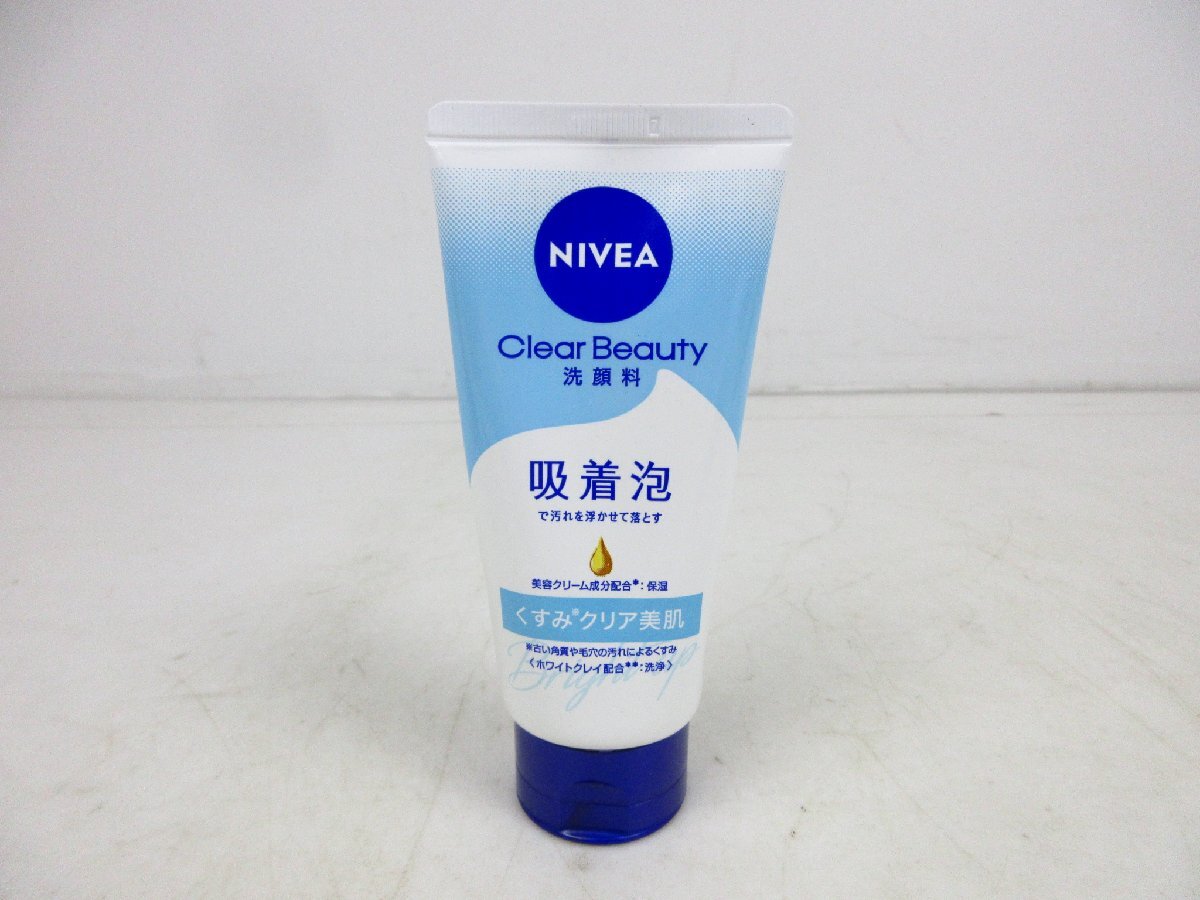 NIVEA
Clear Beauty
洗顔料
吸着泡
で汚れを浮かせて落とす
美容クリーム成分配合*:保湿
くすみ※クリア美肌
※古い角質や毛穴の汚れによるくすみ
〈ホワイトクレイ配合**:洗浄〉
Bright up